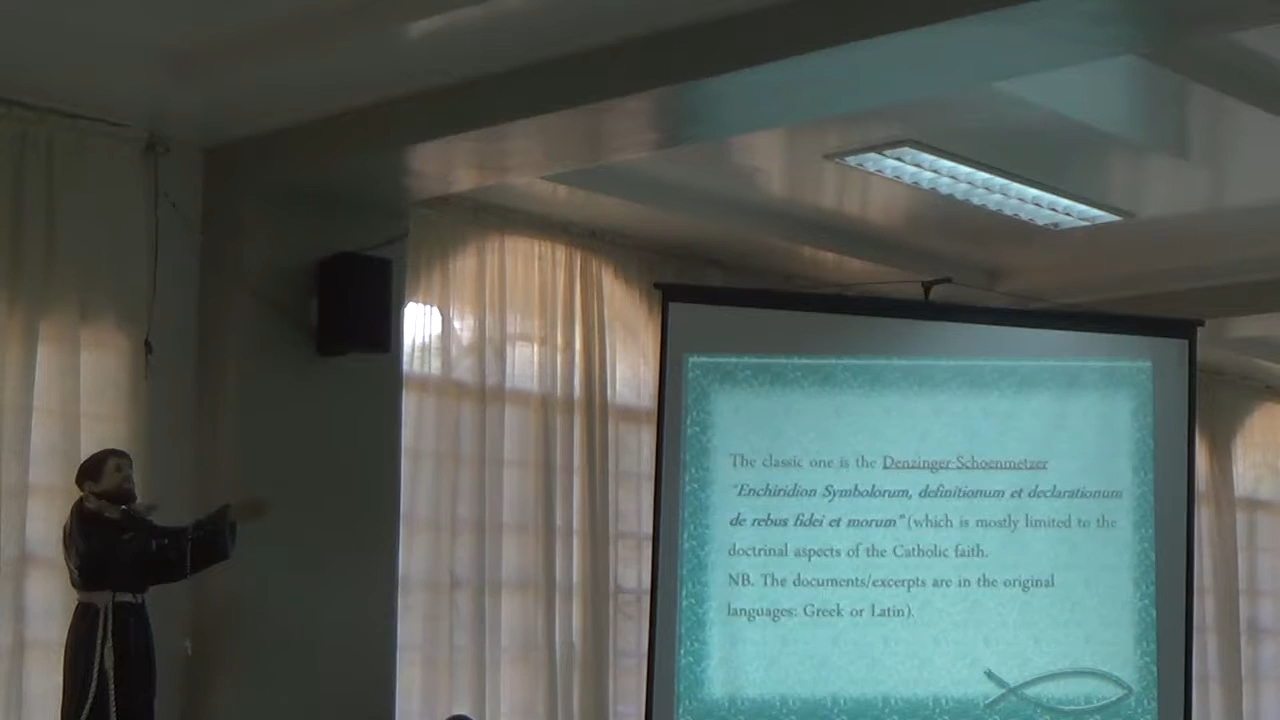 The classic one is the Denzinger-Schoenmetzer
"Enchiridion Symbolorum, definitionum et declarationum
de rebus fidei et morum" (which is mostly limited to the
doctrinal aspects of the Catholic faith.
NB. The documents/excerpts are in the original
languages: Greek or Latin).